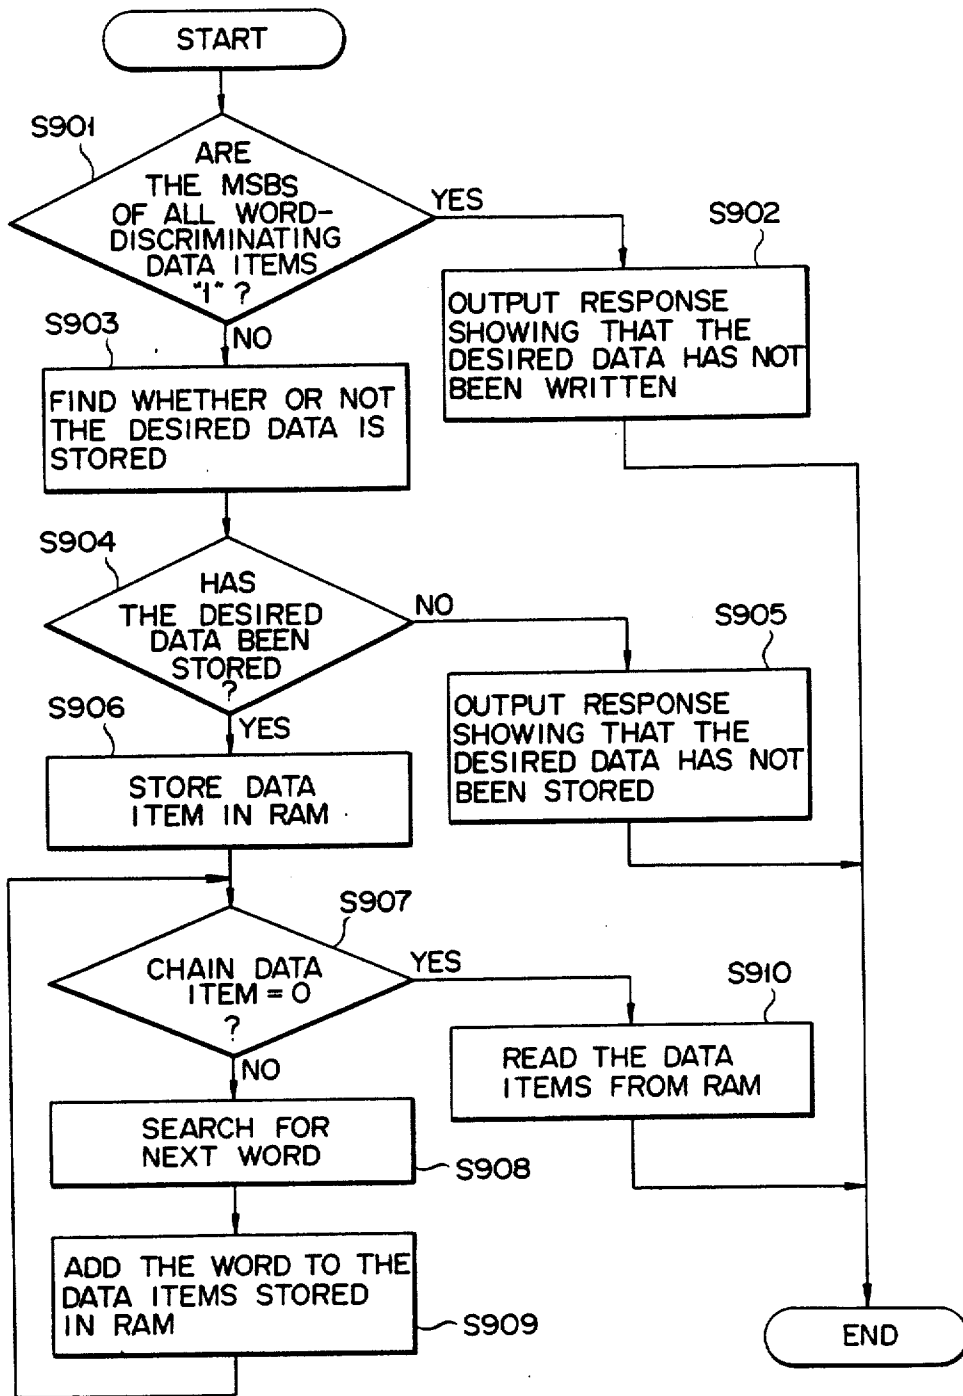 START
S901
ARE
THE MSBS
OF ALL WORD-
DISCRIMINATING
DATA ITEMS
"1" ?
YES
S902
OUTPUT RESPONSE
SHOWING THAT THE
DESIRED DATA HAS NOT
BEEN WRITTEN
NO
S903
FIND WHETHER OR NOT
THE DESIRED DATA IS
STORED
S904
HAS
THE DESIRED
DATA BEEN
STORED
?
NO
S905
OUTPUT RESPONSE
SHOWING THAT THE
DESIRED DATA HAS NOT
BEEN STORED
YES
S906
STORE DATA
ITEM IN RAM
S907
CHAIN DATA
ITEM = 0
?
YES
S910
READ THE DATA
ITEMS FROM RAM
NO
SEARCH FOR
NEXT WORD
S908
ADD THE WORD TO THE
DATA ITEMS STORED
IN RAM
S909
END